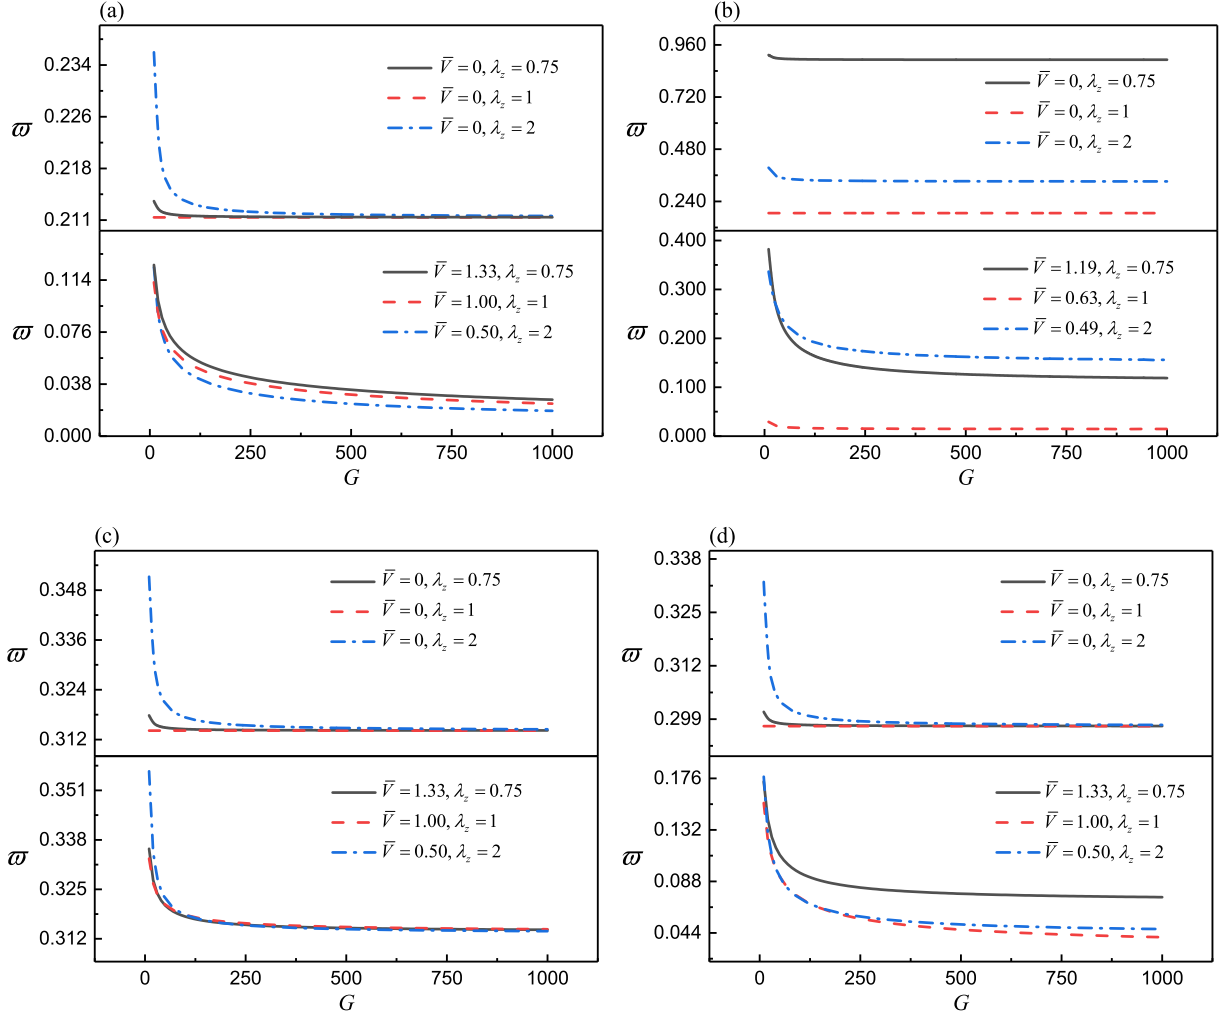 (a)
0.234
0.226
0.218
0.211
ϖ
V̅ = 0, λz = 0.75
V̅ = 0, λz = 1
V̅ = 0, λz = 2
0.114
0.076
0.038
0.000
ϖ
V̅ = 1.33, λz = 0.75
V̅ = 1.00, λz = 1
V̅ = 0.50, λz = 2
0 250 500 750 1000
G
(b)
0.960
0.720
0.480
0.240
ϖ
V̅ = 0, λz = 0.75
V̅ = 0, λz = 1
V̅ = 0, λz = 2
0.400
0.300
0.200
0.100
0.000
ϖ
V̅ = 1.19, λz = 0.75
V̅ = 0.63, λz = 1
V̅ = 0.49, λz = 2
0 250 500 750 1000
G
(c)
0.348
0.336
0.324
0.312
ϖ
V̅ = 0, λz = 0.75
V̅ = 0, λz = 1
V̅ = 0, λz = 2
0.351
0.338
0.325
0.312
ϖ
V̅ = 1.33, λz = 0.75
V̅ = 1.00, λz = 1
V̅ = 0.50, λz = 2
0 250 500 750 1000
G
(d)
0.338
0.325
0.312
0.299
ϖ
V̅ = 0, λz = 0.75
V̅ = 0, λz = 1
V̅ = 0, λz = 2
0.176
0.132
0.088
0.044
ϖ
V̅ = 1.33, λz = 0.75
V̅ = 1.00, λz = 1
V̅ = 0.50, λz = 2
0 250 500 750 1000
G